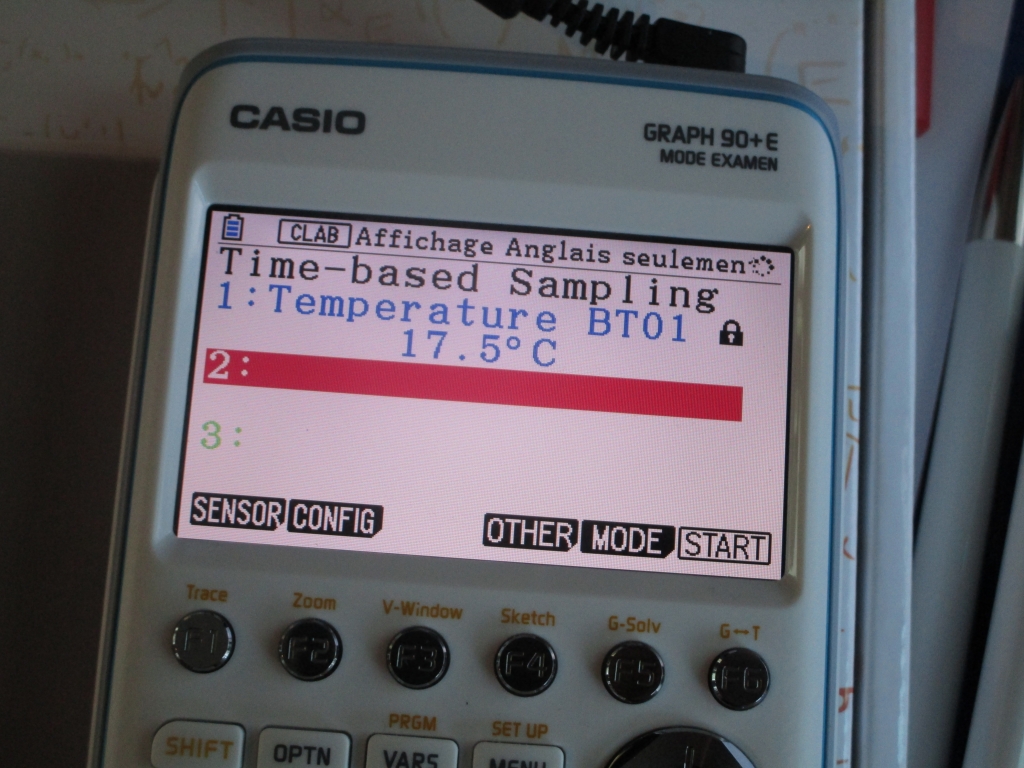 CASIO
GRAPH 90+E
MODE EXAMEN
CLAB Affichage Anglais seulemen
Time-based Sampling
1:Temperature BT01
17.5°C
2:
3:
SENSOR CONFIG OTHER MODE START
Trace Zoom V-Window Sketch G-Solv G↔T
F1 F2 F3 F4 F5 F6
PRGM SET UP
SHIFT OPTN VARS MENU